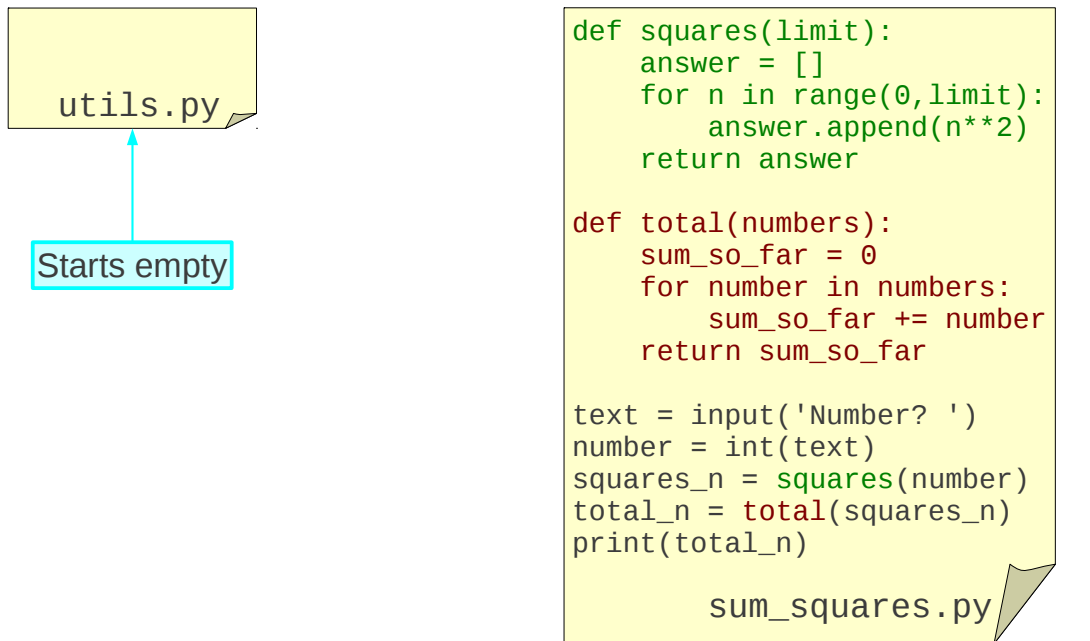 utils.py
Starts empty
def squares(limit):
    answer = []
    for n in range(0,limit):
        answer.append(n**2)
    return answer
def total(numbers):
    sum_so_far = 0
    for number in numbers:
        sum_so_far += number
    return sum_so_far
text = input('Number? ')
number = int(text)
squares_n = squares(number)
total_n = total(squares_n)
print(total_n)
sum_squares.py